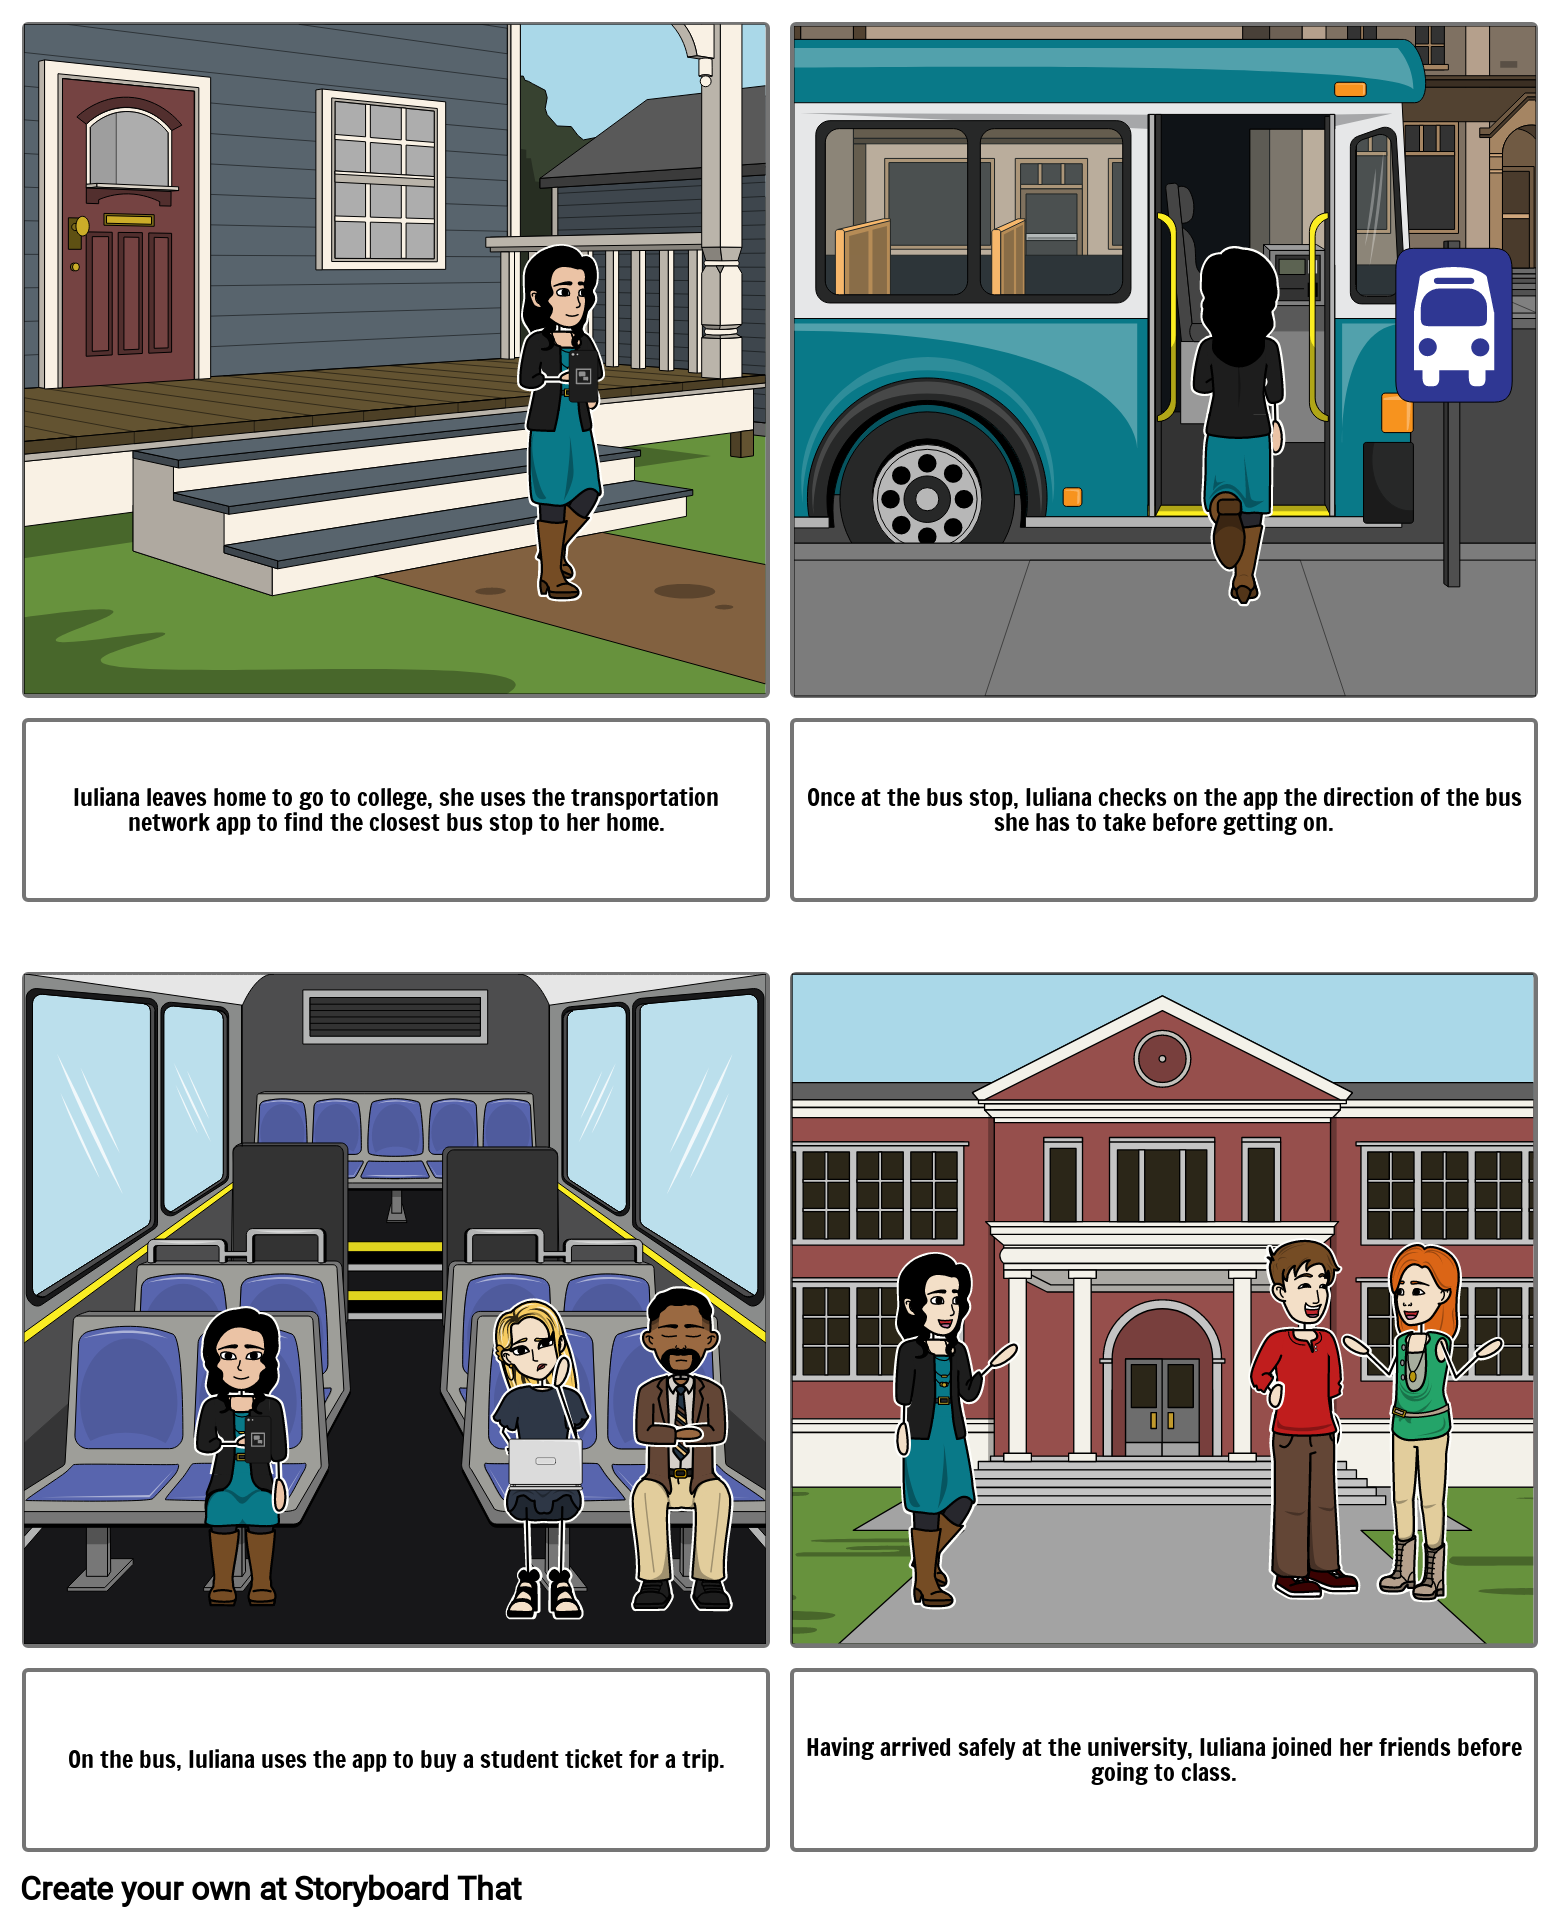 Iuliana leaves home to go to college, she uses the transportation
network app to find the closest bus stop to her home.
Once at the bus stop, Iuliana checks on the app the direction of the bus
she has to take before getting on.
On the bus, Iuliana uses the app to buy a student ticket for a trip.
Having arrived safely at the university, Iuliana joined her friends before
going to class.
Create your own at Storyboard That